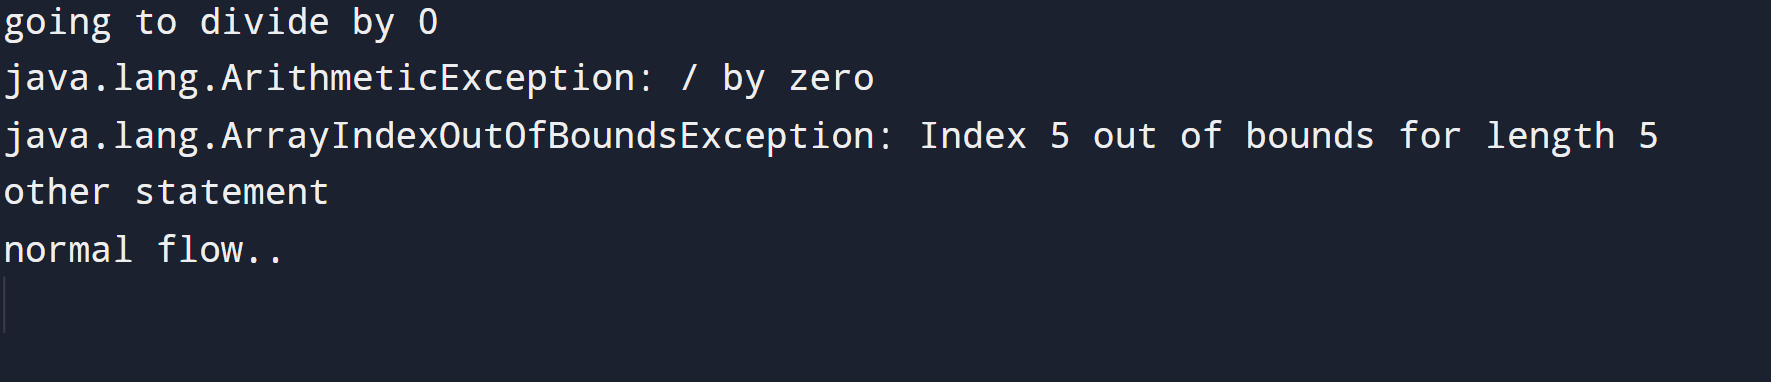 going to divide by 0
java.lang.ArithmeticException: / by zero
java.lang.ArrayIndexOutOfBoundsException: Index 5 out of bounds for length 5
other statement
normal flow..